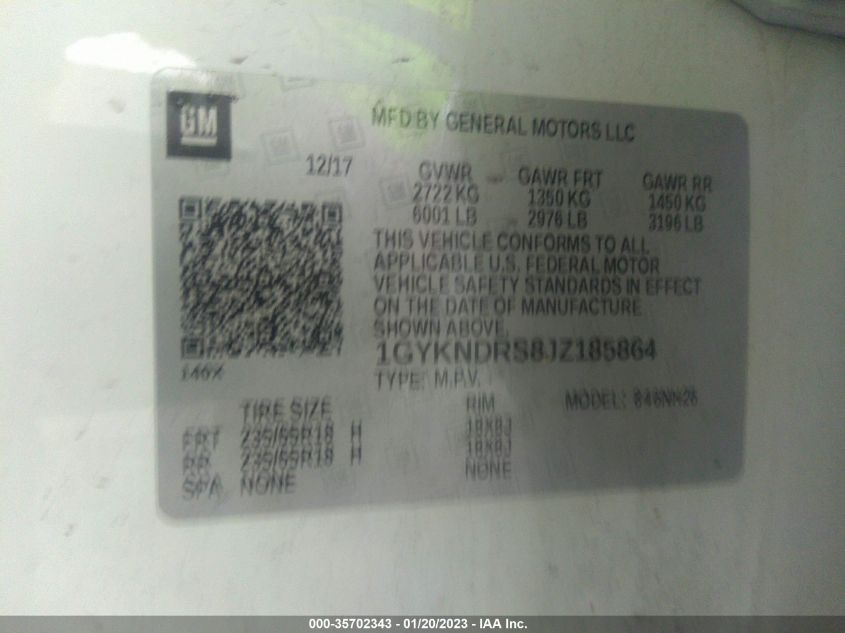 GM
MFD BY GENERAL MOTORS LLC
12/17
GVWR GAWR FRT GAWR RR
2722 KG 1350 KG 1450 KG
6001 LB 2976 LB 3196 LB
THIS VEHICLE CONFORMS TO ALL
APPLICABLE U.S. FEDERAL MOTOR
VEHICLE SAFETY STANDARDS IN EFFECT
ON THE DATE OF MANUFACTURE
SHOWN ABOVE.
1GYKNDRS8JZ185864
TYPE: M.P.V.
MODEL:
TIRE SIZE RIM
FRT 235/65R18 H 18X8J
RR 235/65R18 H 18X8J
SPA NONE NONE
000-35702343 - 01/20/2023 - IAA Inc.